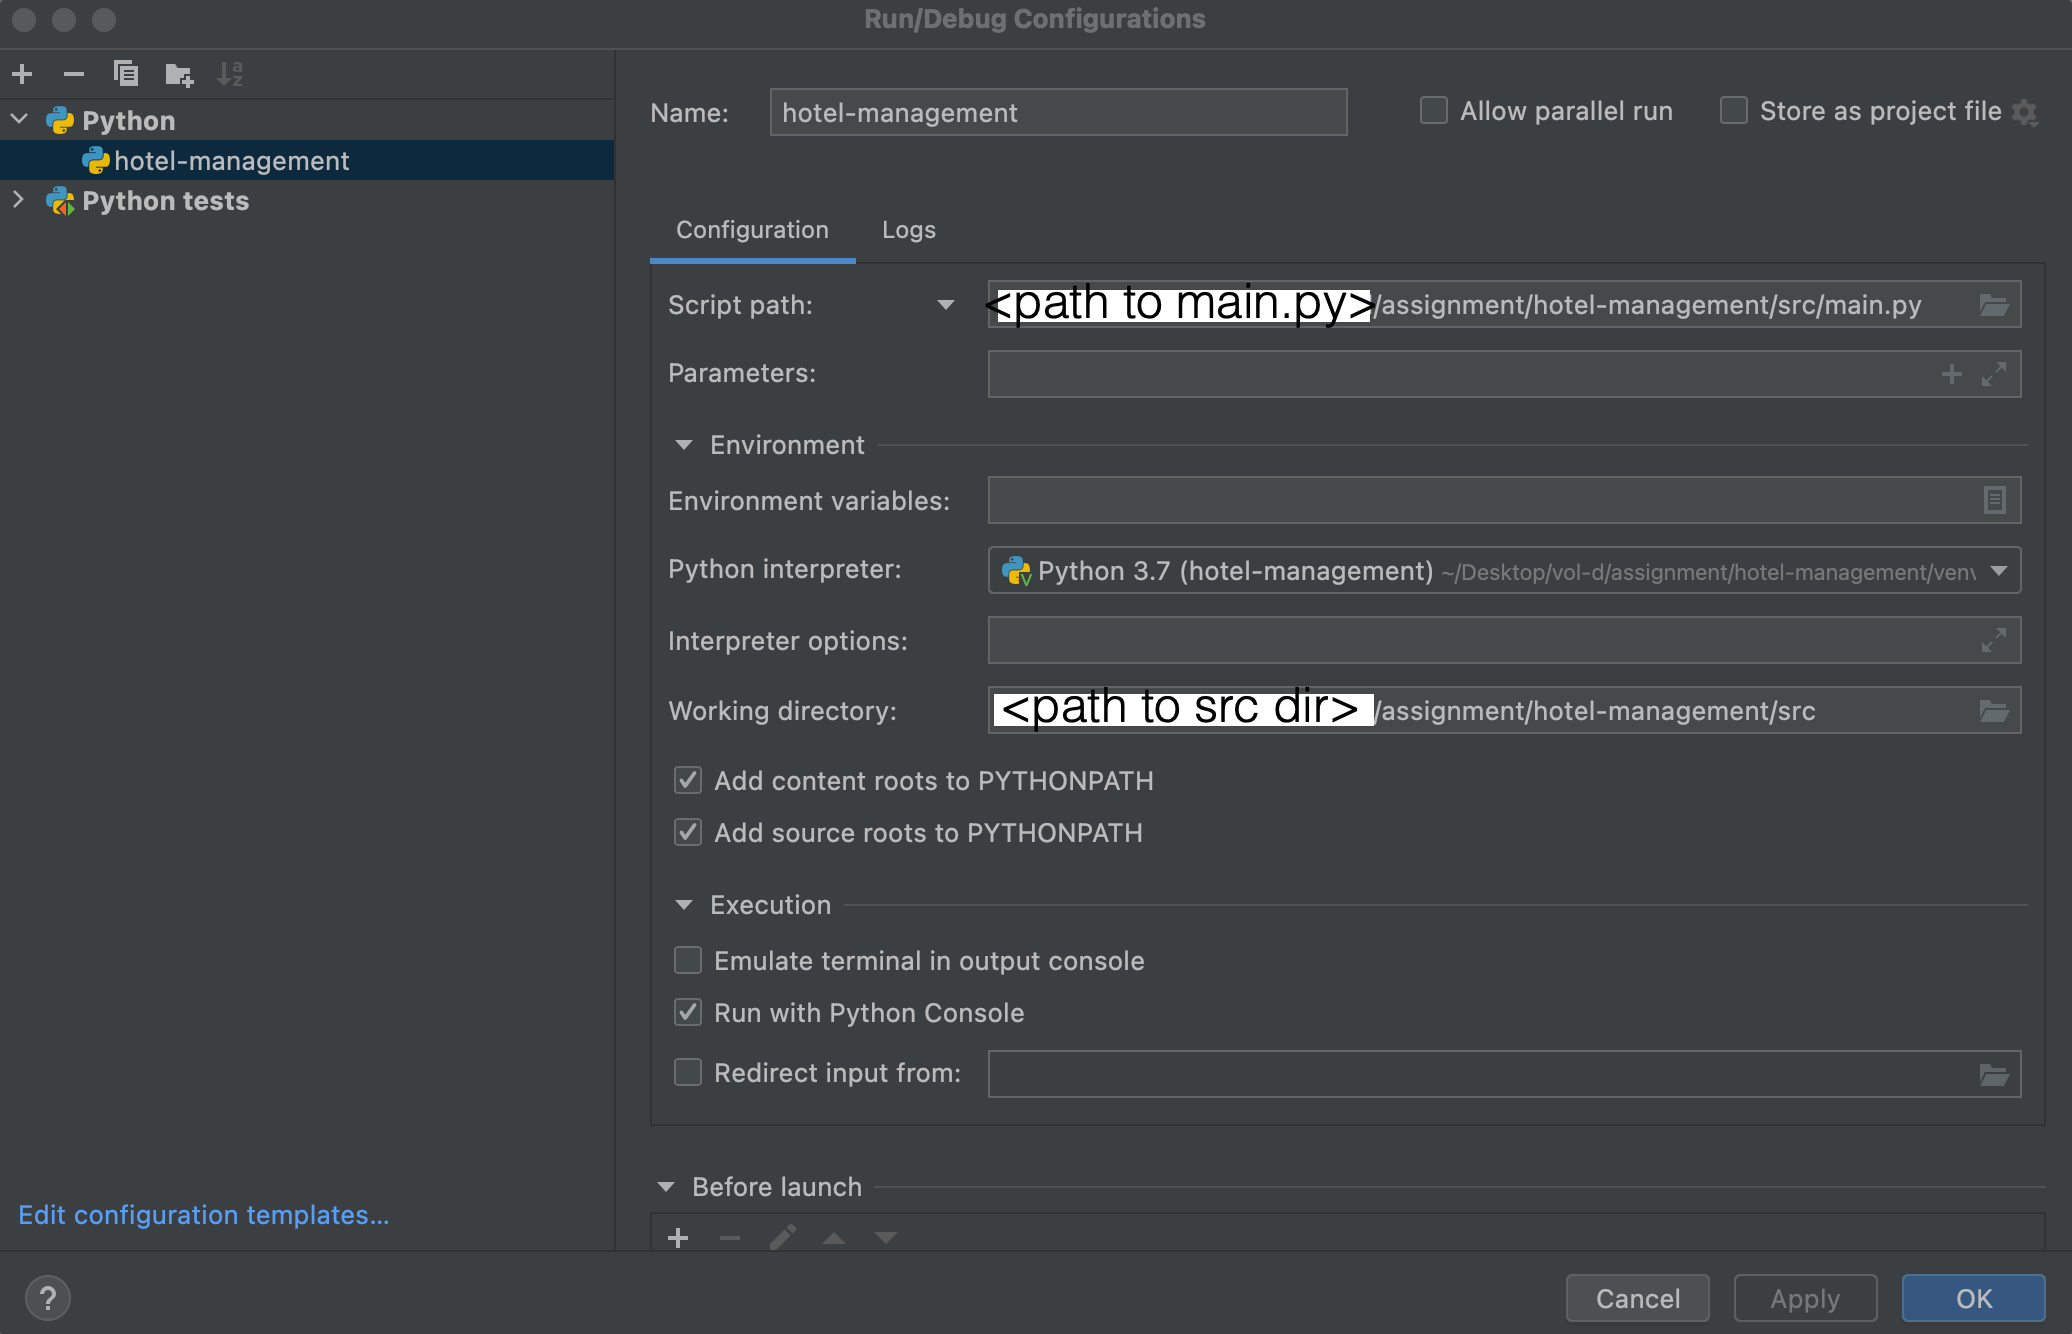 Run/Debug Configurations
Python
hotel-management
Python tests
Edit configuration templates...
Name: hotel-management
Allow parallel run
Store as project file
Configuration Logs
Script path: <path to main.py>/assignment/hotel-management/src/main.py
Parameters:
Environment
Environment variables:
Python interpreter: Python 3.7 (hotel-management) ~/Desktop/vol-d/assignment/hotel-management/venv
Interpreter options:
Working directory: <path to src dir> /assignment/hotel-management/src
Add content roots to PYTHONPATH
Add source roots to PYTHONPATH
Execution
Emulate terminal in output console
Run with Python Console
Redirect input from:
Before launch
? Cancel Apply OK